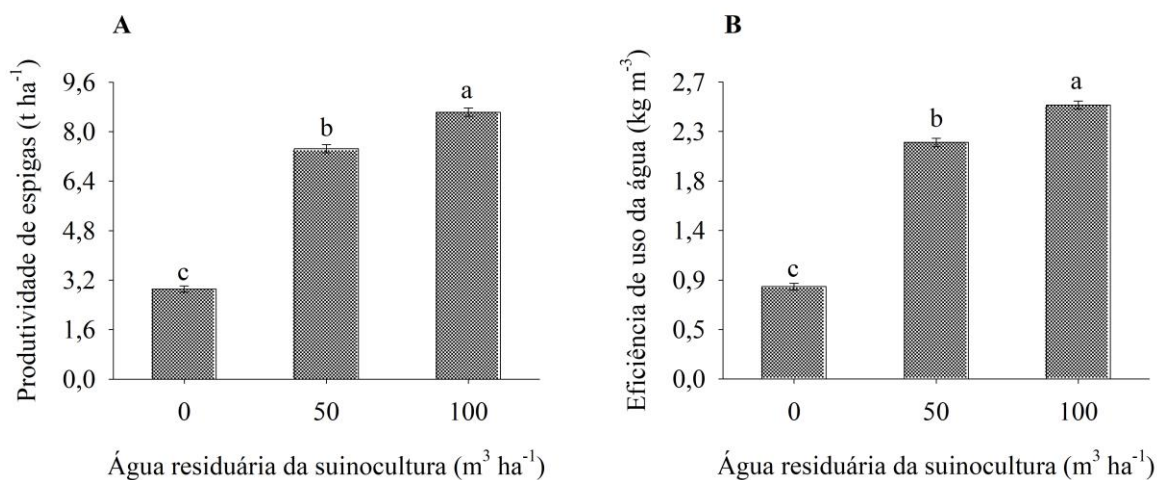 A
Produtividade de espigas (t ha⁻¹)
9,6
8,0
6,4
4,8
3,2
1,6
0,0
c
b
a
0 50 100
Água residuária da suinocultura (m³ ha⁻¹)
B
Eficiência de uso da água (kg m⁻³)
2,7
2,3
1,8
1,4
0,9
0,5
0,0
c
b
a
0 50 100
Água residuária da suinocultura (m³ ha⁻¹)